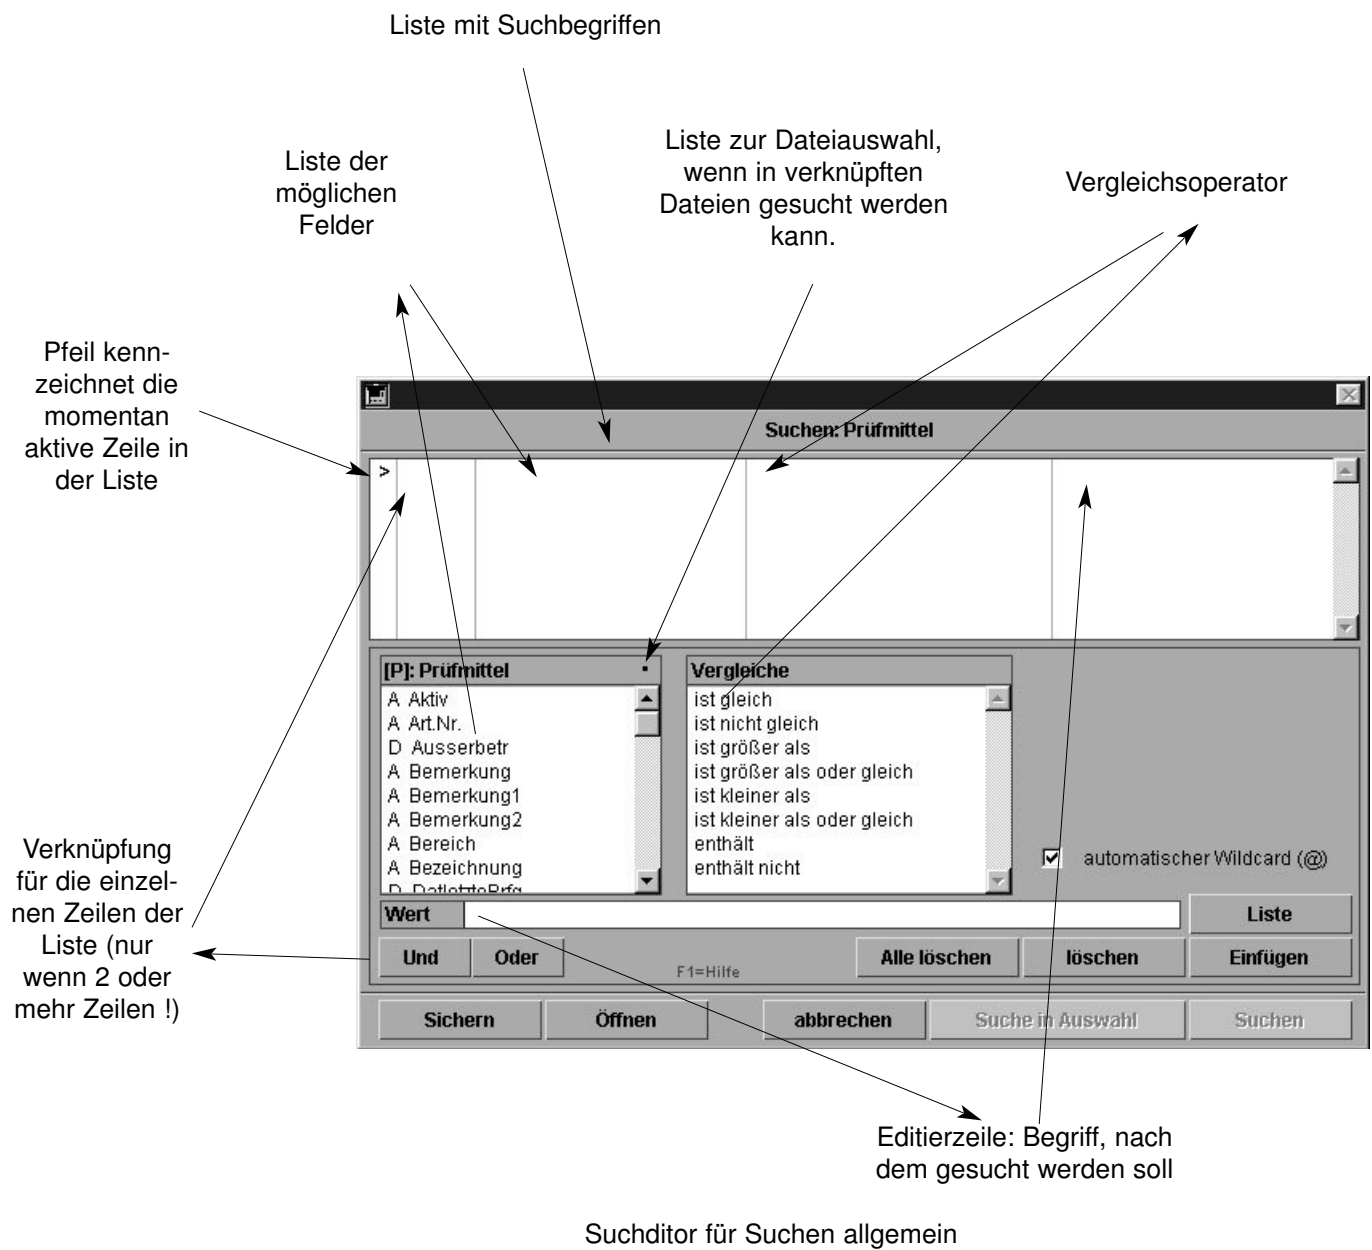 Liste mit Suchbegriffen
Liste der
möglichen
Felder
Liste zur Dateiauswahl,
wenn in verknüpften
Dateien gesucht werden
kann.
Vergleichsoperator
Pfeil kenn-
zeichnet die
momentan
aktive Zeile in
der Liste
Suchen: Prüfmittel
>
[P]: Prüfmittel
A Aktiv
A Art.Nr.
D Ausserbetr
A Bemerkung
A Bemerkung1
A Bemerkung2
A Bereich
A Bezeichnung
D DatletztePrfg
Vergleiche
ist gleich
ist nicht gleich
ist größer als
ist größer als oder gleich
ist kleiner als
ist kleiner als oder gleich
enthält
enthält nicht
automatischer Wildcard (@)
Verknüpfung
für die einzel-
nen Zeilen der
Liste (nur
wenn 2 oder
mehr Zeilen !)
Wert
Liste
Und Oder
F1=Hilfe
Alle löschen löschen Einfügen
Sichern Öffnen abbrechen Suche in Auswahl Suchen
Editierzeile: Begriff, nach
dem gesucht werden soll
Suchditor für Suchen allgemein